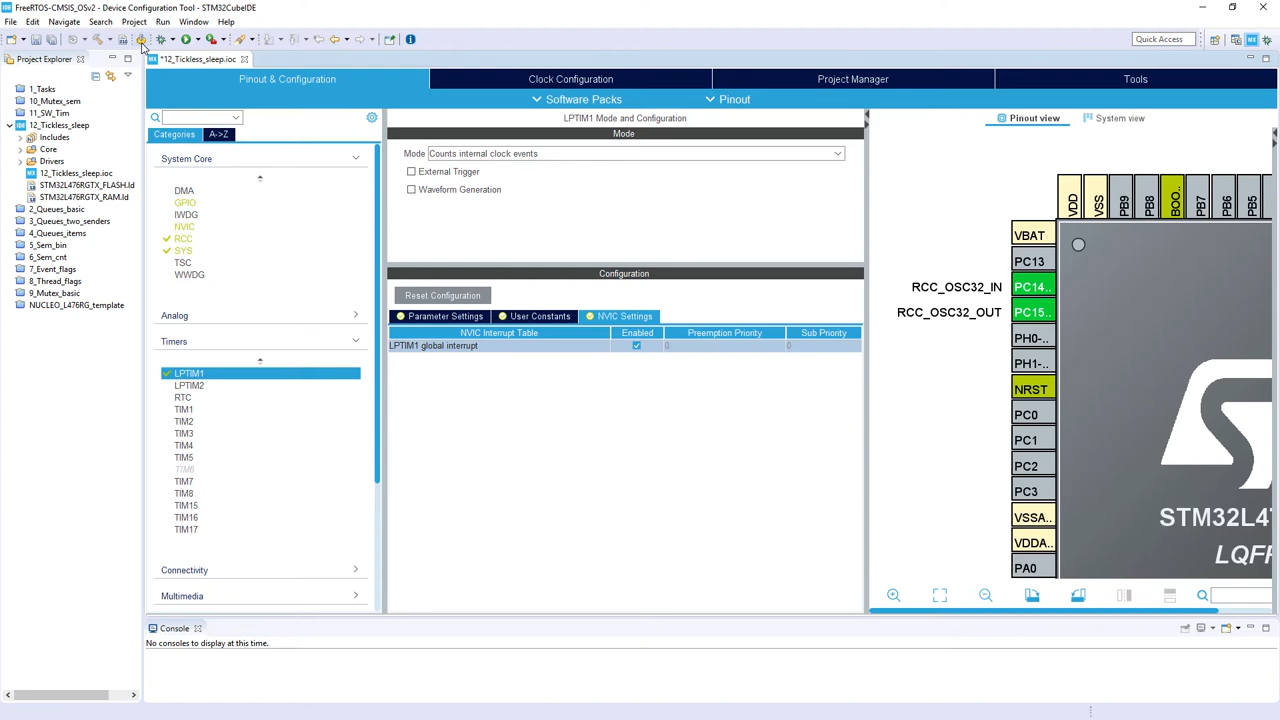 FreeRTOS-CMSIS_OSv2 - Device Configuration Tool - STM32CubeIDE
File Edit Navigate Search Project Run Window Help
Quick Access
Project Explorer
*12_Tickless_sleep.ioc
1_Tasks
10_Mutex_sem
11_SW_Tim
12_Tickless_sleep
Includes
Core
Drivers
12_Tickless_sleep.ioc
STM32L476RGTX_FLASH.ld
STM32L476RGTX_RAM.ld
2_Queues_basic
3_Queues_two_senders
4_Queues_items
5_Sem_bin
6_Sem_cnt
7_Event_flags
8_Thread_flags
9_Mutex_basic
NUCLEO_L476RG_template
Pinout & Configuration
Clock Configuration
Project Manager
Tools
Software Packs
Pinout
Categories
A->Z
System Core
DMA
GPIO
IWDG
NVIC
RCC
SYS
TSC
WWDG
Analog
Timers
LPTIM1
LPTIM2
RTC
TIM1
TIM2
TIM3
TIM4
TIM5
TIM6
TIM7
TIM8
TIM15
TIM16
TIM17
Connectivity
Multimedia
LPTIM1 Mode and Configuration
Mode
Mode Counts internal clock events
External Trigger
Waveform Generation
Configuration
Reset Configuration
Parameter Settings
User Constants
NVIC Settings
NVIC Interrupt Table Enabled Preemption Priority Sub Priority
LPTIM1 global interrupt 0 0
Pinout view
System view
VDD
VSS
PB9
PB8
BOO..
PB7
PB6
PB5
VBAT
PC13
RCC_OSC32_IN PC14..
RCC_OSC32_OUT PC15..
PH0-..
PH1-..
NRST
PC0
PC1
PC2
PC3
VSSA..
VDDA..
PA0
STM32L4
LQF
Console
No consoles to display at this time.